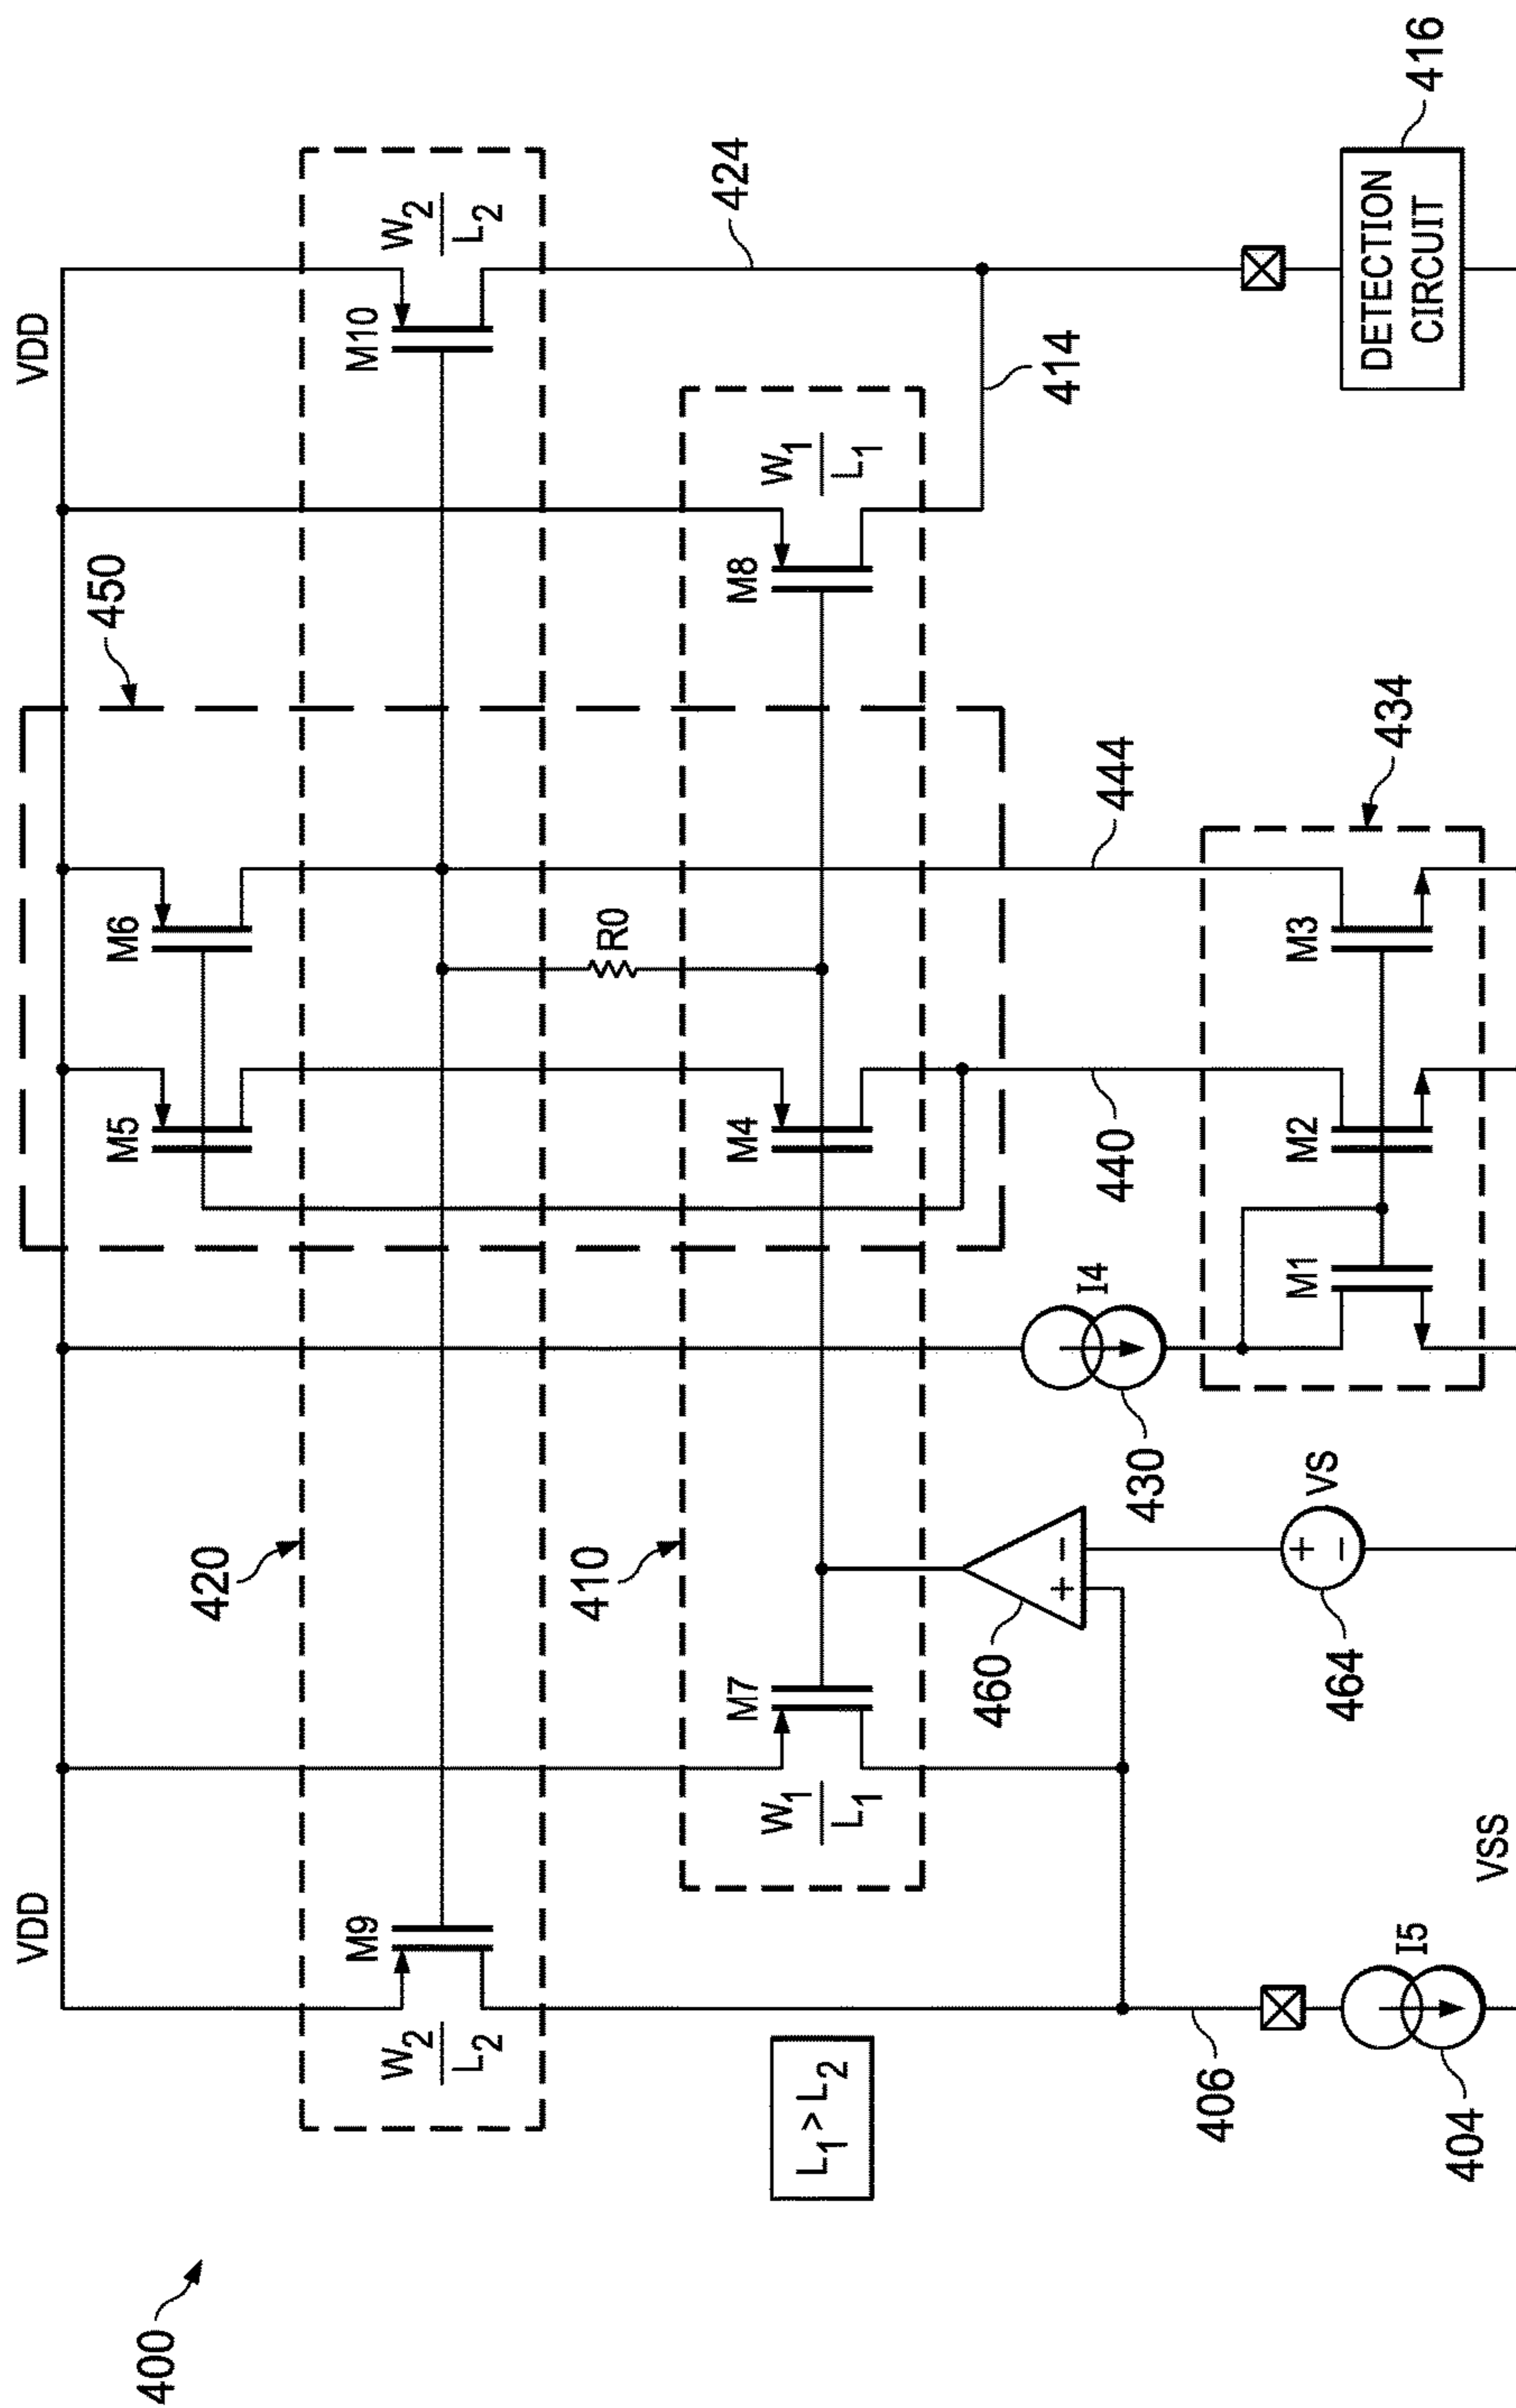 400
VDD
VDD
450
M5
M6
420
M9
W2
L2
M10
W2
L2
424
R0
410
M7
W1
L1
M4
M8
W1
L1
L1 > L2
414
460
+
−
406
440
444
I4
430
434
VS
+
−
464
M1
M2
M3
I5
404
DETECTION
CIRCUIT
416
VSS